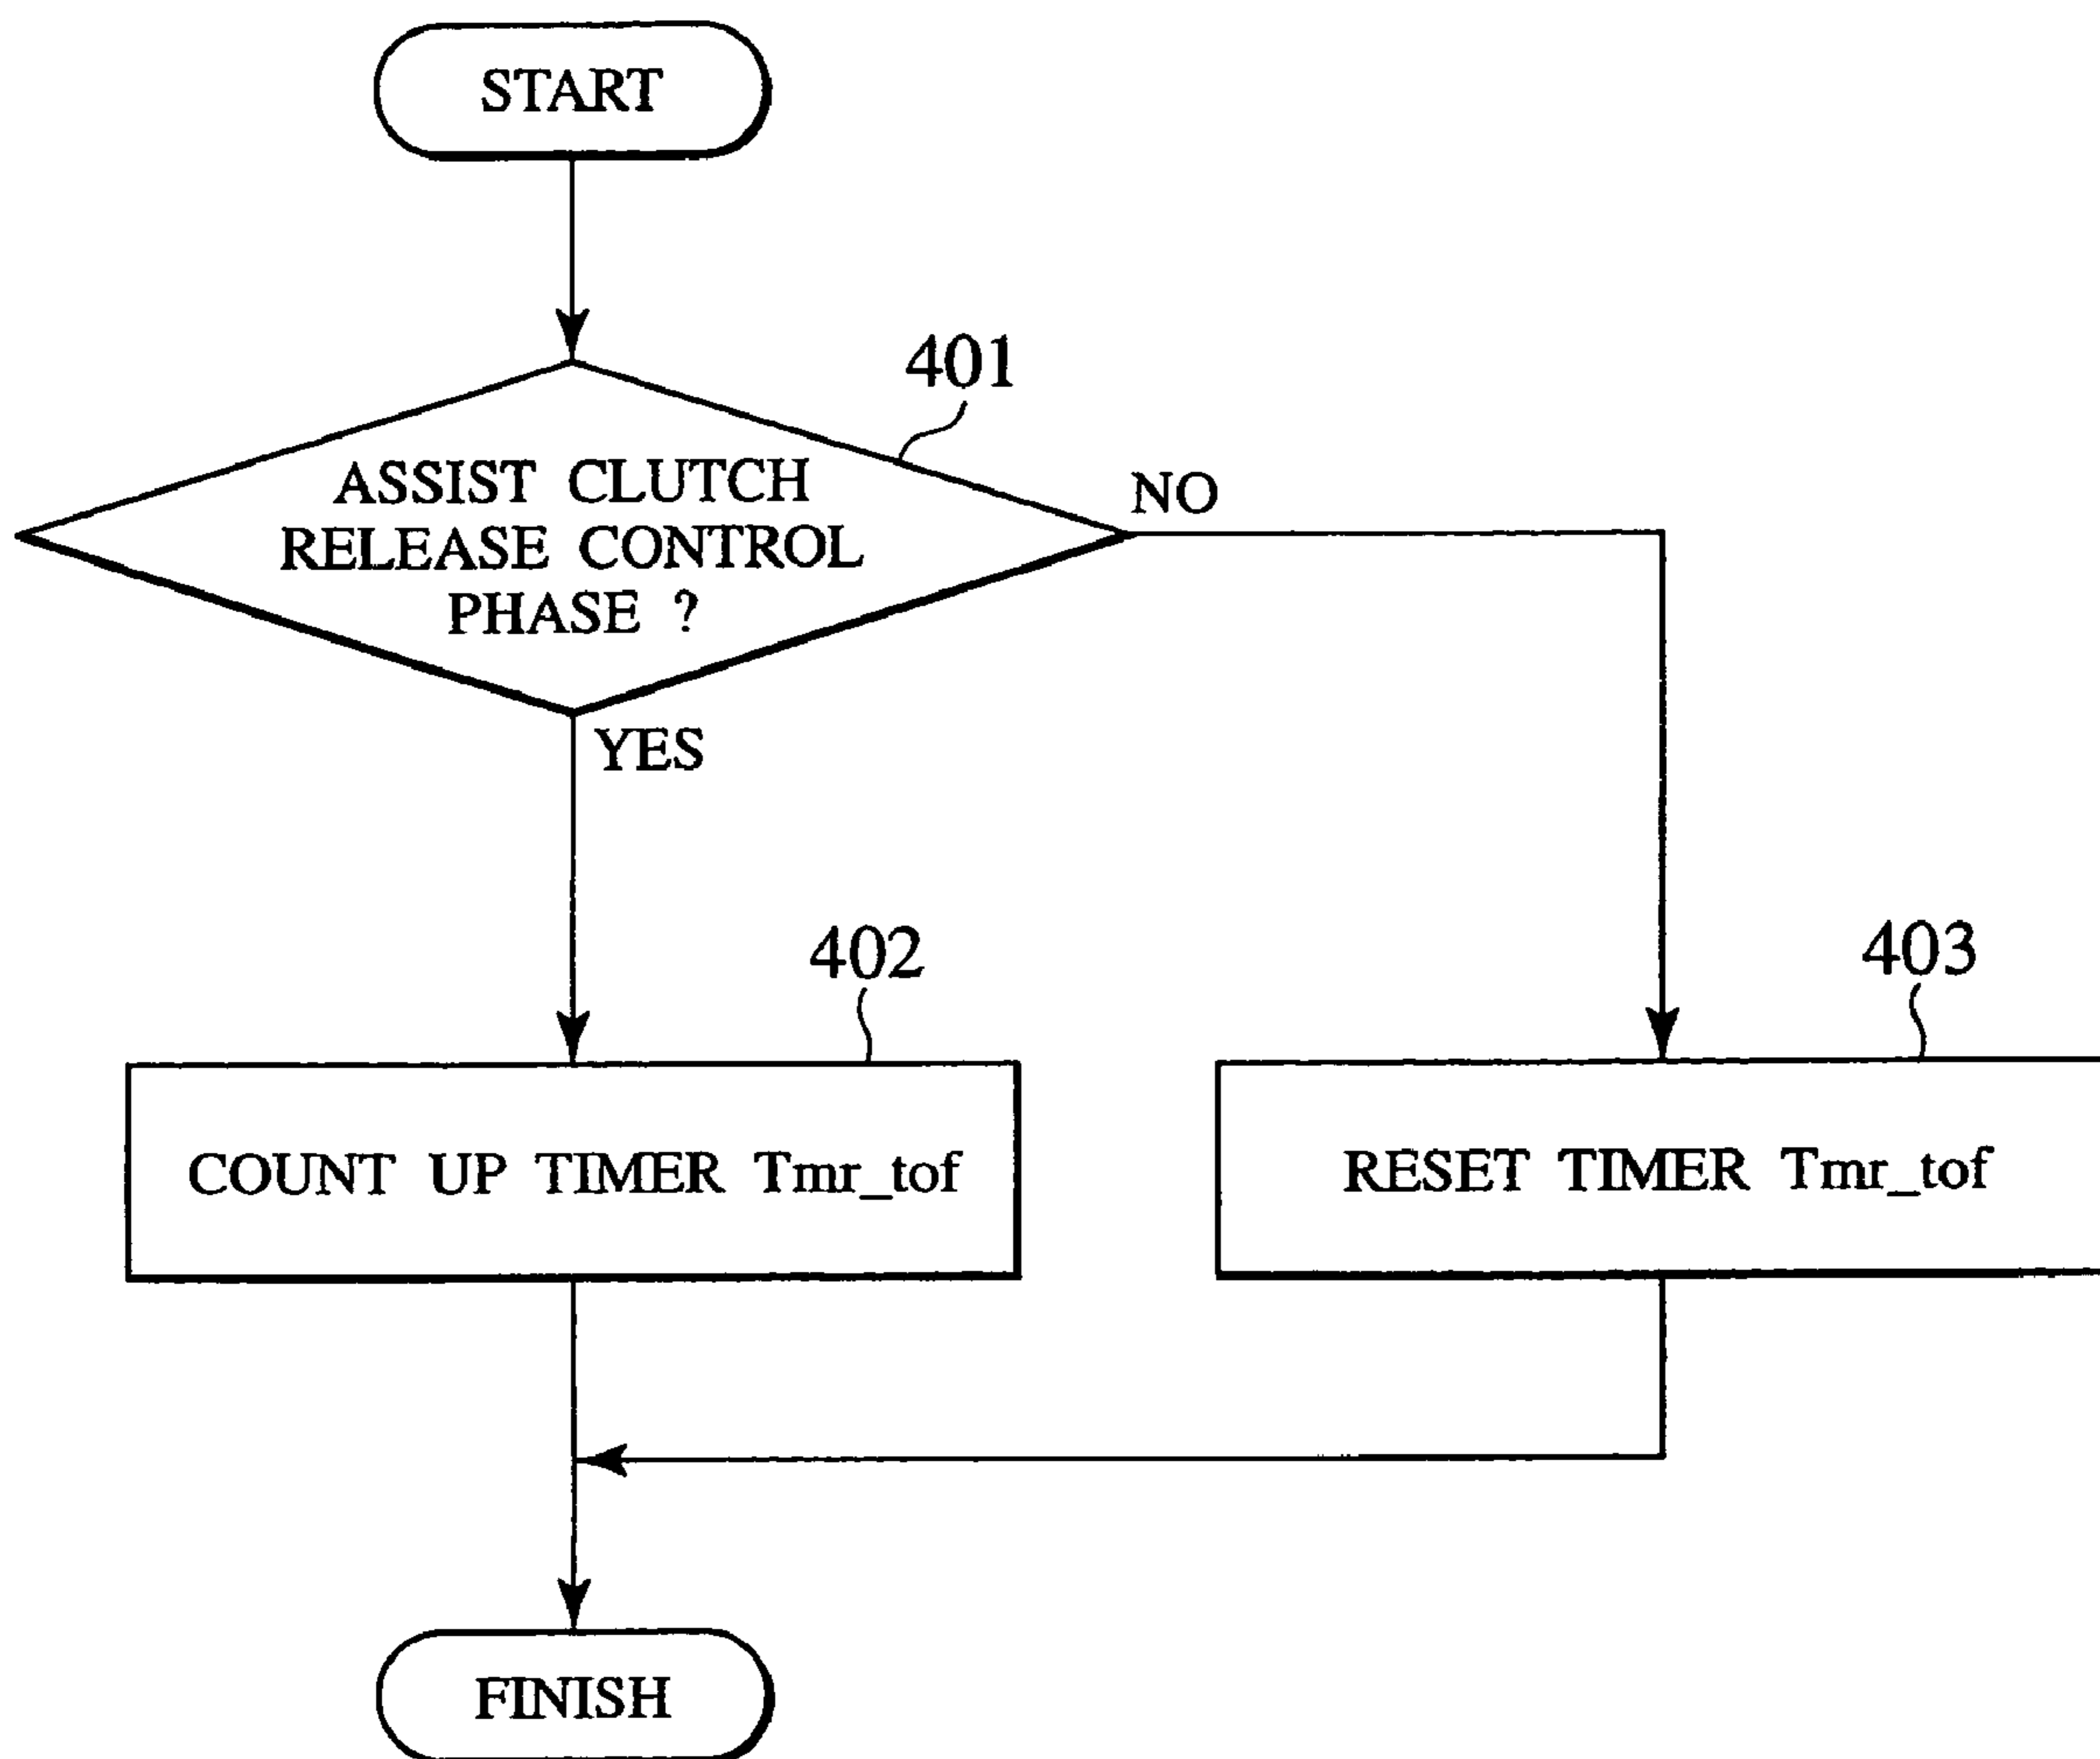 START
401
ASSIST CLUTCH
RELEASE CONTROL
PHASE ?
NO
YES
402
403
COUNT UP TIMER Tmr_tof
RESET TIMER Tmr_tof
FINISH